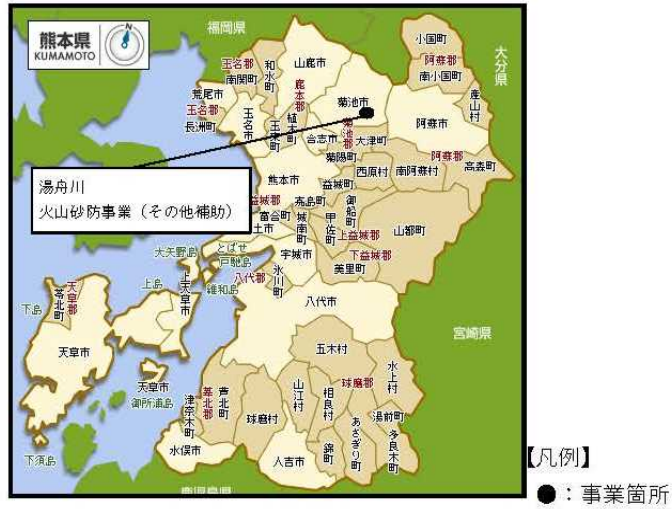 熊本県
KUMAMOTO
N
福岡県
大分県
小国町
阿蘇郡
南小国町
産山村
山鹿市
和水町
玉名郡
南関町
荒尾市
玉名郡
長洲町
玉名市
玉東町
植木町
鹿本郡
菊池市
菊池郡
合志市
大津町
菊陽町
阿蘇市
阿蘇郡
高森町
西原村
南阿蘇村
熊本市
益城町
湯舟川
火山砂防事業(その他補助)
益城郡
嘉島町
御船町
富合町
城南町
甲佐町
山都町
上益城郡
土市
下益城郡
美里町
宇城市
氷川町
八代郡
とばせ
戸馳島
大矢野島
維和島
上島
上天草市
下島
天草郡
苓北町
天草市
天草市
御所浦島
下須島
八代市
宮崎県
五木村
水上村
球磨郡
山江村
相良村
湯前町
多良木町
あさぎり町
錦町
球磨村
人吉市
芦北町
葦北郡
津奈木町
水俣市
鹿児島県
【凡例】
●:事業箇所